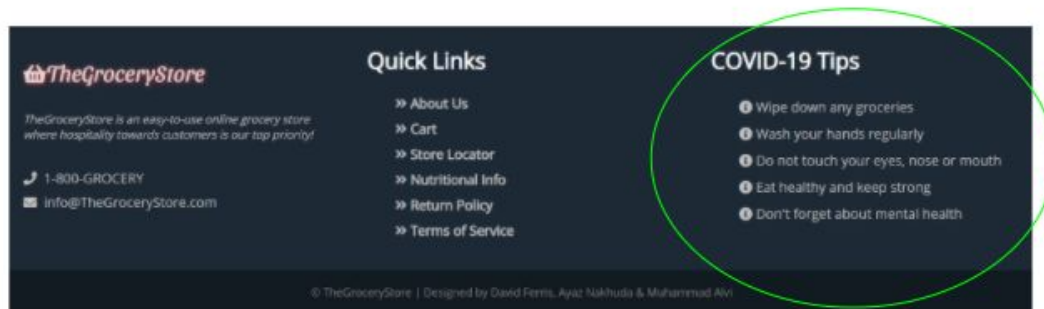 TheGroceryStore
TheGroceryStore is an easy-to-use online grocery store
where hospitality towards customers is our top priority!
1-800-GROCERY
info@TheGroceryStore.com
Quick Links
» About Us
» Cart
» Store Locator
» Nutritional Info
» Return Policy
» Terms of Service
COVID-19 Tips
Wipe down any groceries
Wash your hands regularly
Do not touch your eyes, nose or mouth
Eat healthy and keep strong
Don't forget about mental health
© TheGroceryStore | Designed by David Ferris, Ayaz Nakhuda & Muhammad Alvi